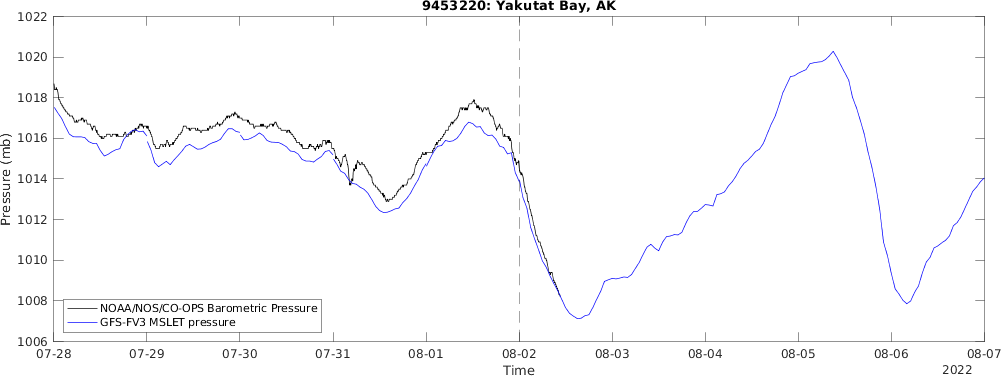 9453220: Yakutat Bay, AK
1022
1020
1018
1016
1014
1012
1010
1008
1006
Pressure (mb)
NOAA/NOS/CO-OPS Barometric Pressure
GFS-FV3 MSLET pressure
07-28 07-29 07-30 07-31 08-01 08-02 08-03 08-04 08-05 08-06 08-07
Time
2022